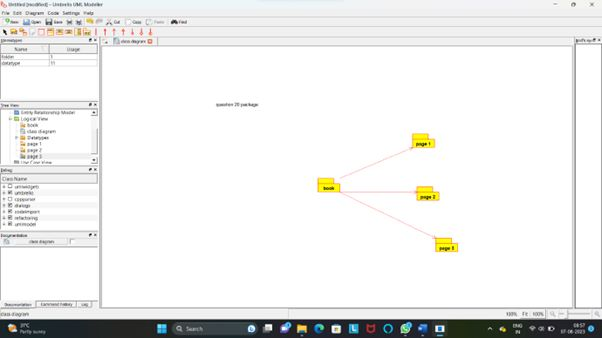 Untitled [modified] – Umbrello UML Modeller
File Edit Diagram Code Settings Help
New Open Save Cut Copy Paste Find
class diagram
Stereotypes
Name Usage
folder 1
datatype 11
Tree View
Entity Relationship Model
Logical View
book
class diagram
Datatypes
page 1
page 2
page 3
Use Case View
Debug
Class Name
uniwidgets
umbrello
cppparser
dialogs
codeimport
refactoring
umlmodel
Documentation
class diagram
Documentation Command history Log
question 20 package
book
page 1
page 2
page 3
class diagram
100% Fit 100%
31°C
Partly sunny
Search
ENG
IN
08:57
07-06-2023